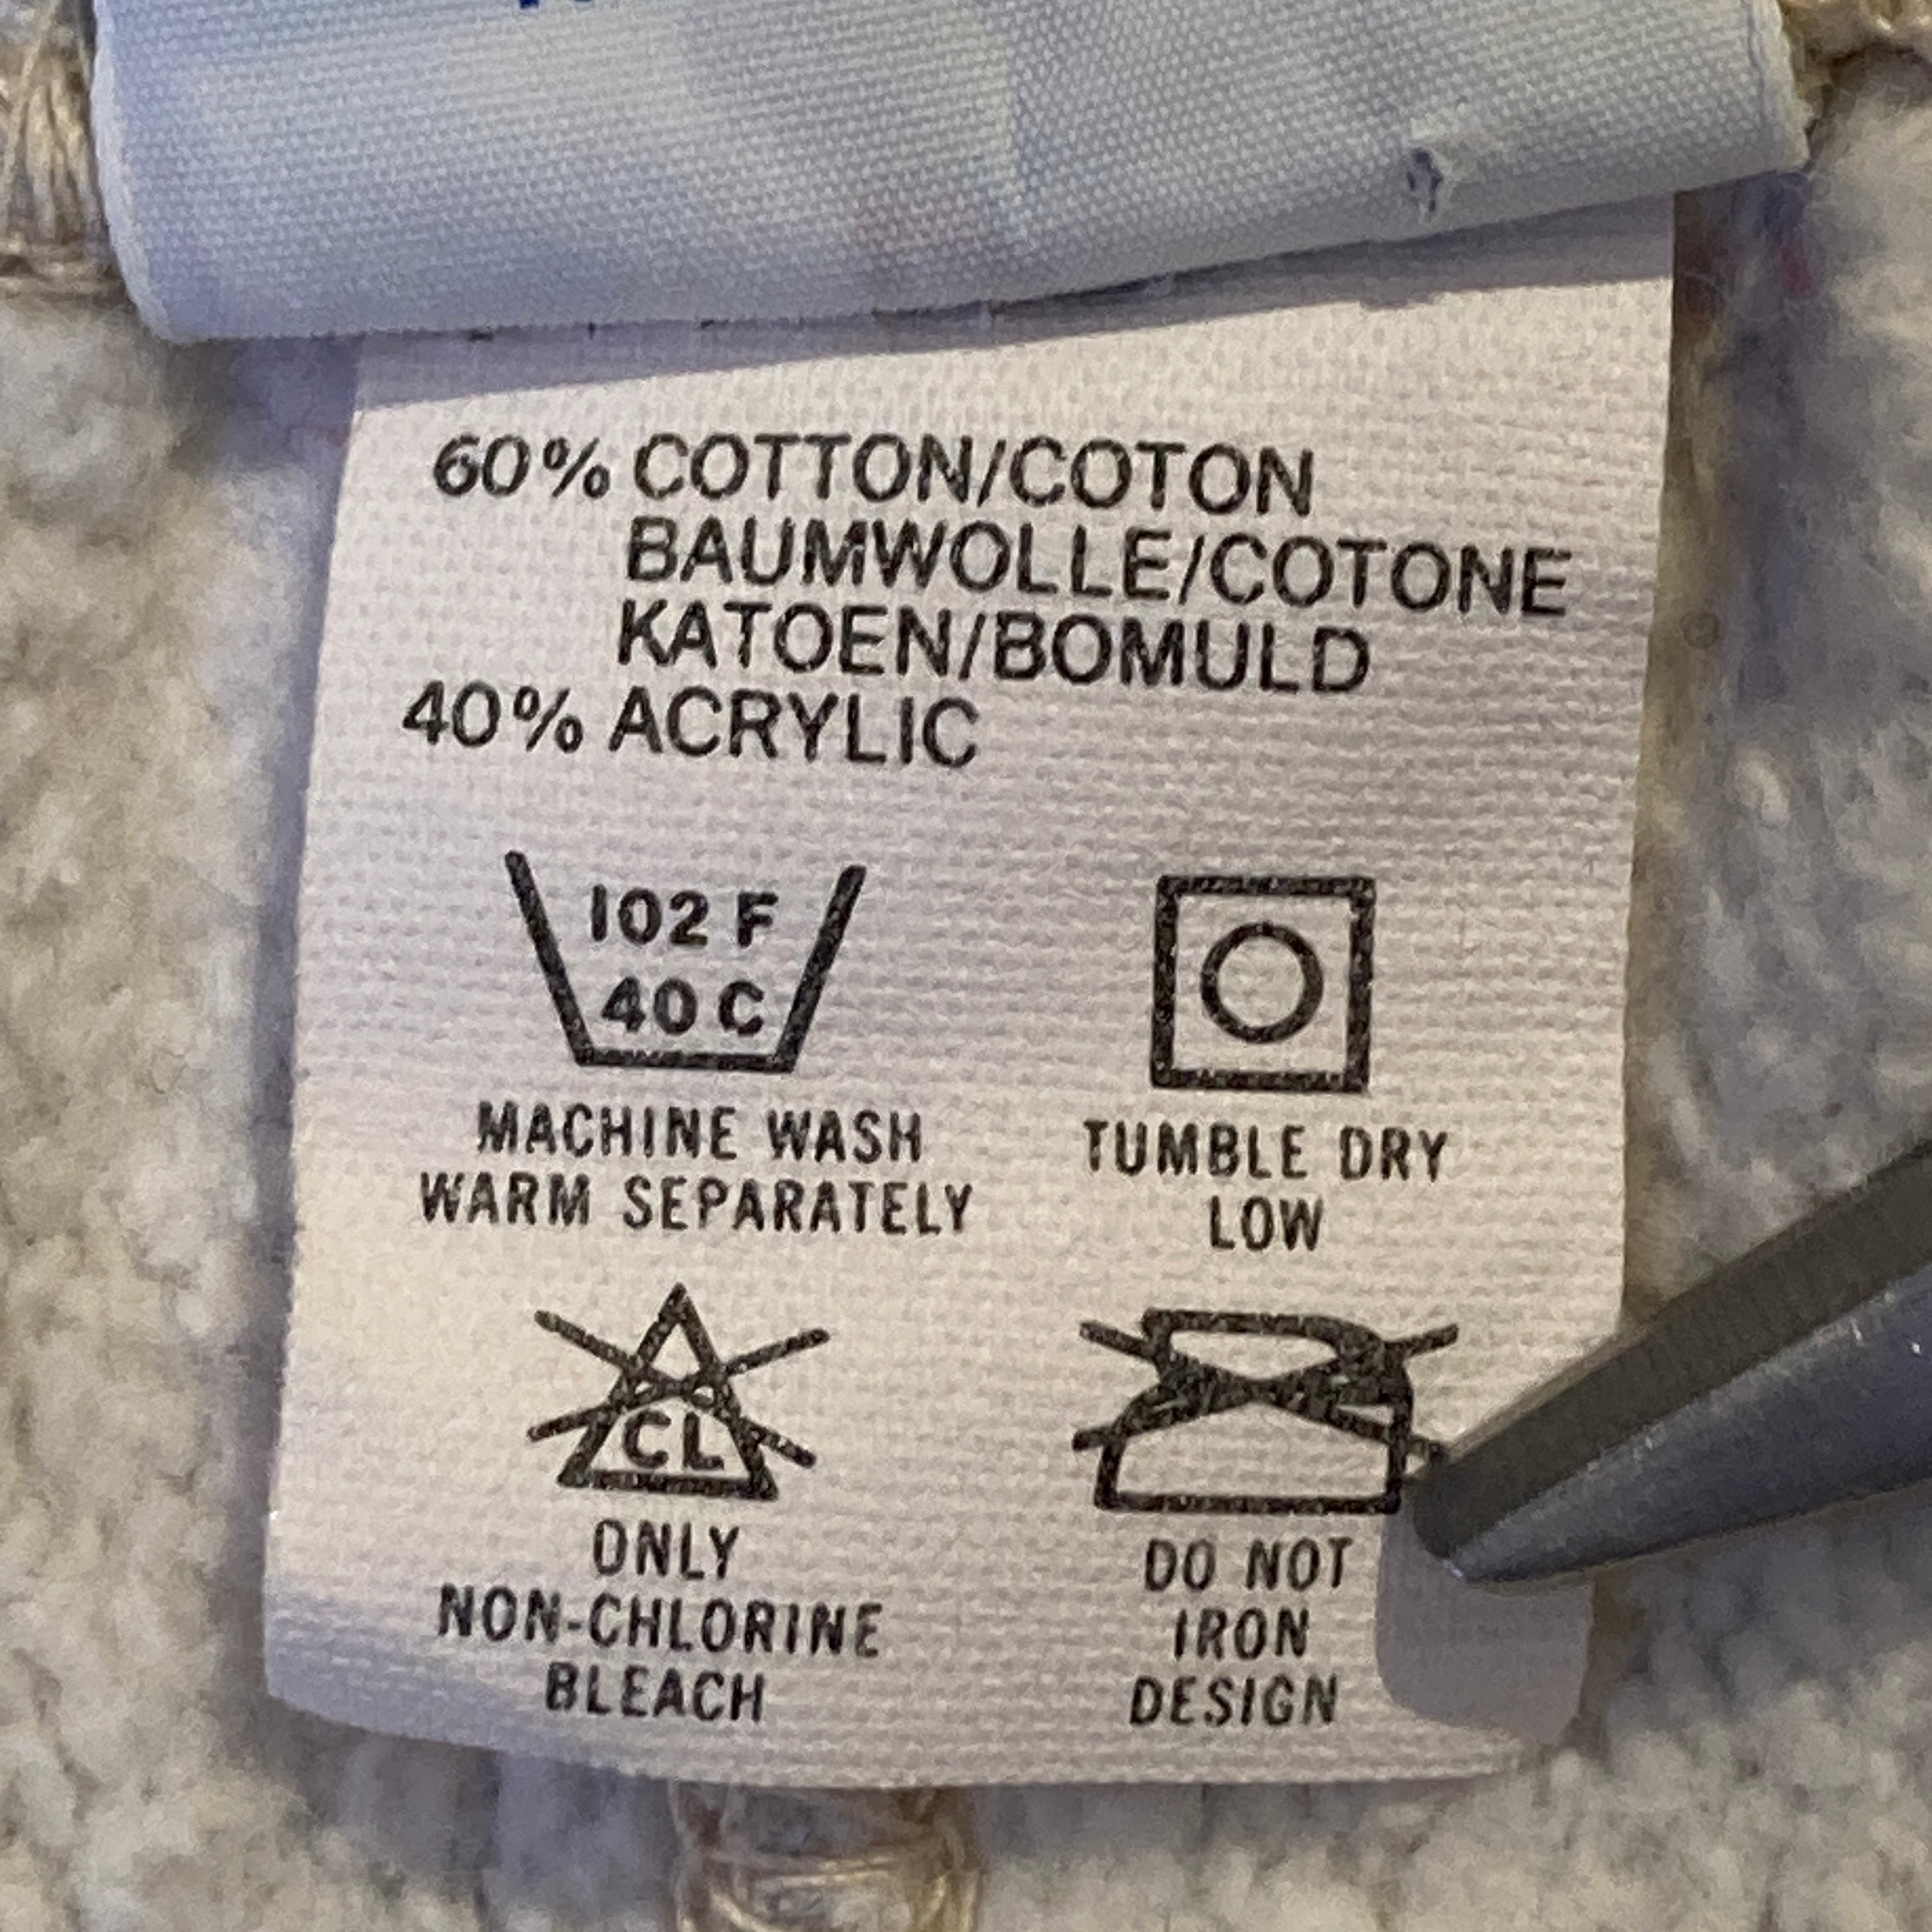 60% COTTON/COTON
BAUMWOLLE/COTONE
KATOEN/BOMULD
40% ACRYLIC
102 F
40 C
MACHINE WASH
WARM SEPARATELY
TUMBLE DRY
LOW
CL
ONLY
NON-CHLORINE
BLEACH
DO NOT
IRON
DESIGN